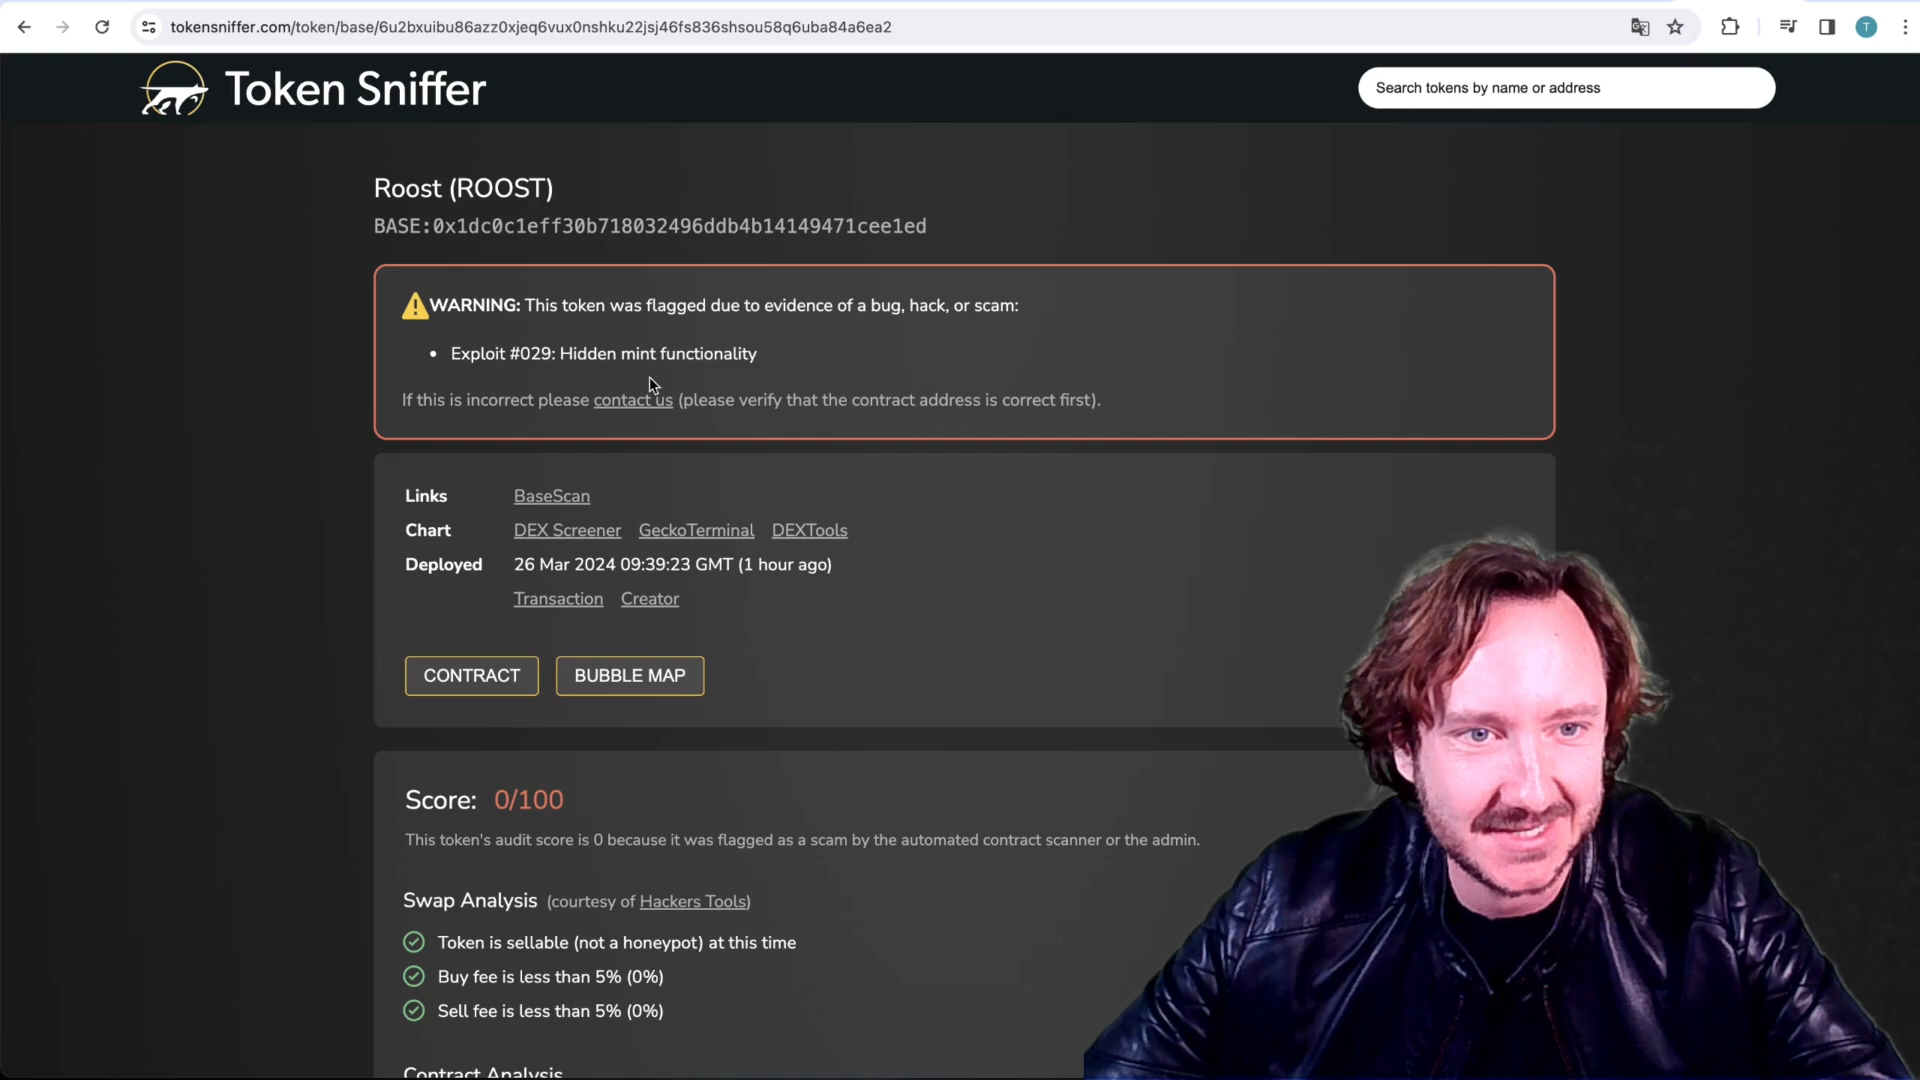 tokensniffer.com/token/base/6u2bxuibu86azz0xjeq6vux0nshku22jsj46fs836shsou58q6uba84a6ea2
T
Token Sniffer
Search tokens by name or address
Roost (ROOST)
BASE:0x1dc0c1eff30b718032496ddb4b14149471cee1ed
WARNING: This token was flagged due to evidence of a bug, hack, or scam:
• Exploit #029: Hidden mint functionality
If this is incorrect please contact us (please verify that the contract address is correct first).
Links BaseScan
Chart DEX Screener GeckoTerminal DEXTools
Deployed 26 Mar 2024 09:39:23 GMT (1 hour ago)
Transaction Creator
CONTRACT BUBBLE MAP
Score: 0/100
This token's audit score is 0 because it was flagged as a scam by the automated contract scanner or the admin.
Swap Analysis (courtesy of Hackers Tools)
Token is sellable (not a honeypot) at this time
Buy fee is less than 5% (0%)
Sell fee is less than 5% (0%)
Contract Analysis